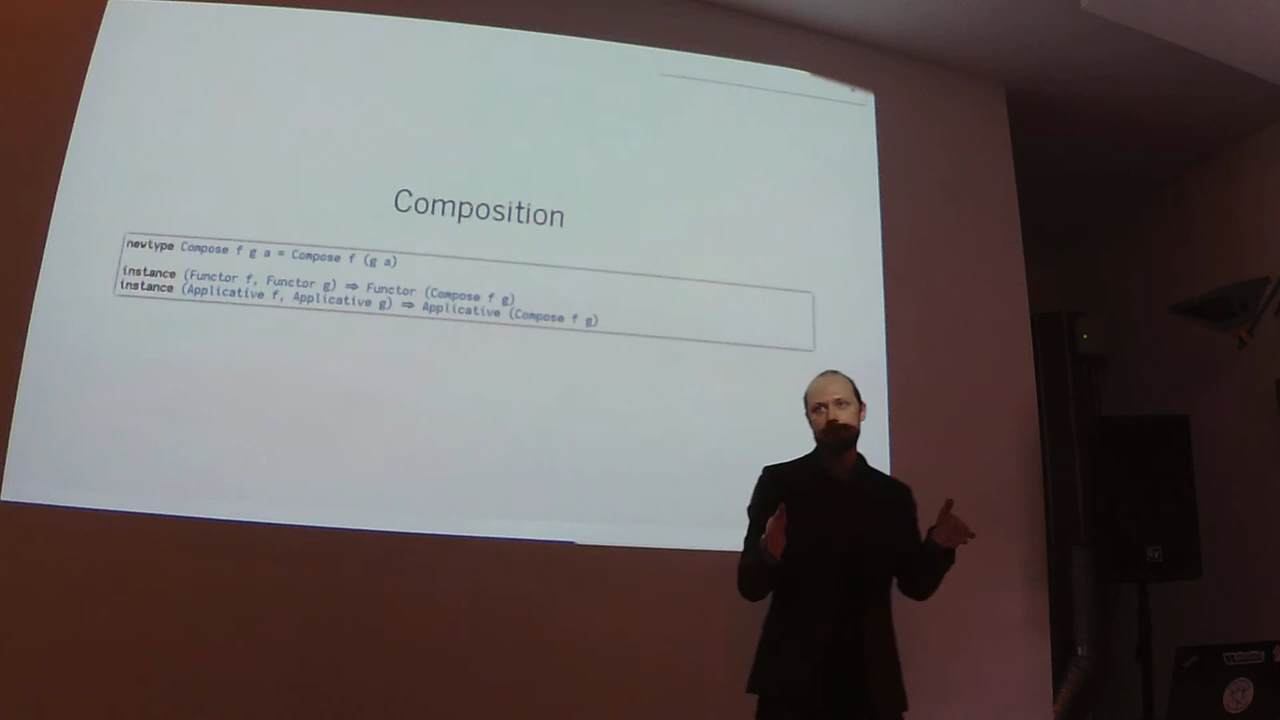 Composition
newtype Compose f g a = Compose f (g a)
instance (Functor f, Functor g) ⇒ Functor (Compose f g)
instance (Applicative f, Applicative g) ⇒ Applicative (Compose f g)